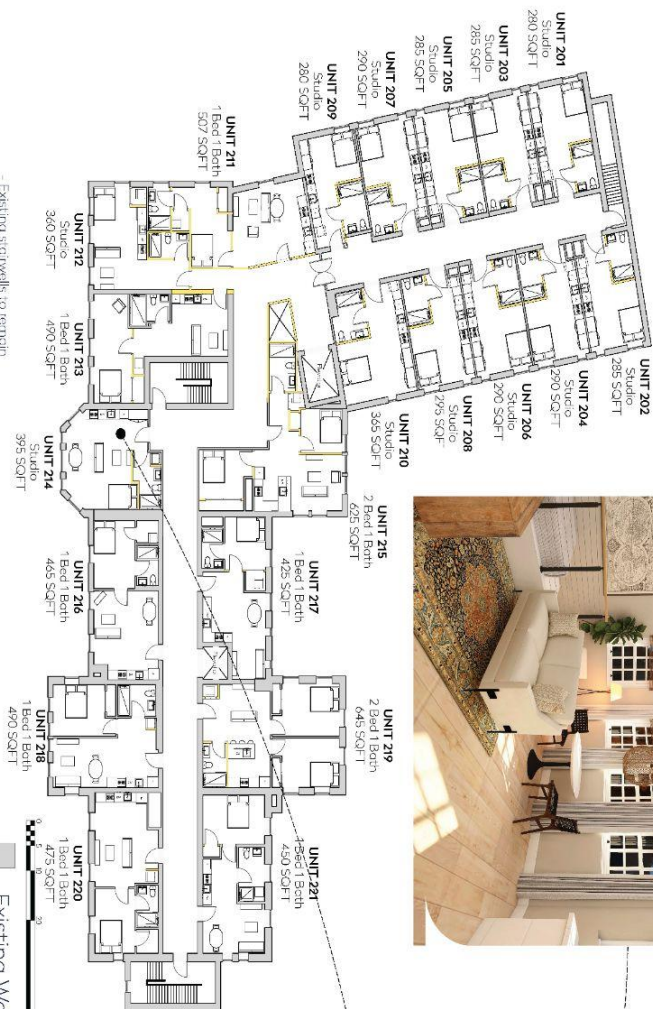 UNIT 201
Studio
280 SQFT
UNIT 203
Studio
285 SQFT
UNIT 205
Studio
285 SQFT
UNIT 207
Studio
290 SQFT
UNIT 209
Studio
280 SQFT
UNIT 211
1 Bed 1 Bath
507 SQFT
UNIT 202
Studio
285 SQFT
UNIT 204
Studio
290 SQFT
UNIT 206
Studio
290 SQFT
UNIT 208
Studio
295 SQFT
UNIT 210
Studio
365 SQFT
UNIT 212
Studio
360 SQFT
UNIT 213
1 Bed 1 Bath
490 SQFT
UNIT 214
Studio
395 SQFT
UNIT 215
2 Bed 1 Bath
625 SQFT
UNIT 216
1 Bed 1 Bath
465 SQFT
UNIT 217
1 Bed 1 Bath
425 SQFT
UNIT 218
1 Bed 1 Bath
490 SQFT
UNIT 219
2 Bed 1 Bath
645 SQFT
UNIT 220
1 Bed 1 Bath
475 SQFT
UNIT 221
1 Bed 1 Bath
450 SQFT
- Existing stairwells to remain
0 5 10 20
Existing